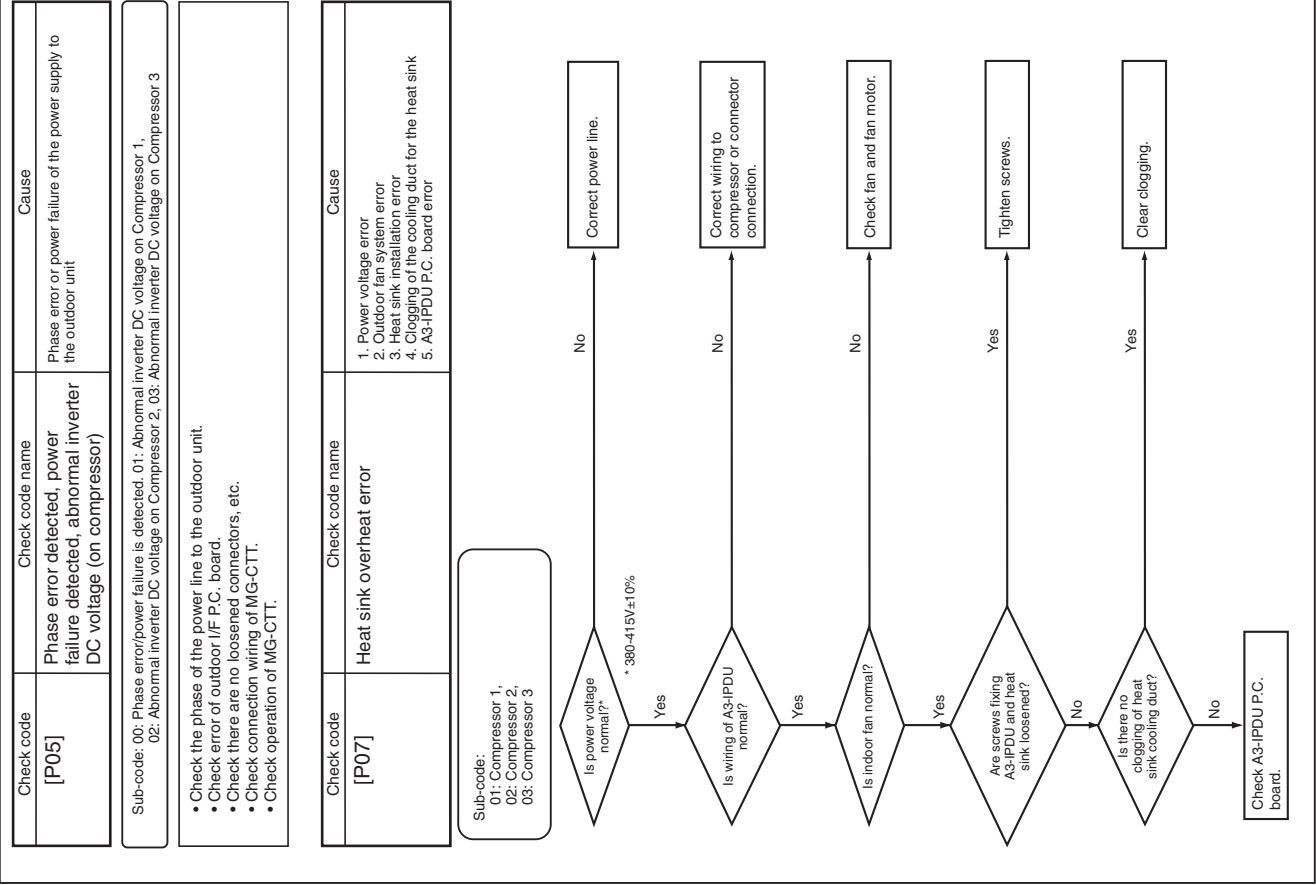 Check code
Check code name
Cause
[P05]
Phase error detected, power
failure detected, abnormal inverter
DC voltage (on compressor)
Phase error or power failure of the power supply to
the outdoor unit
Sub-code: 00: Phase error/power failure is detected. 01: Abnormal inverter DC voltage on Compressor 1,
02: Abnormal inverter DC voltage on Compressor 2, 03: Abnormal inverter DC voltage on Compressor 3
• Check the phase of the power line to the outdoor unit.
• Check error of outdoor I/F P.C. board.
• Check there are no loosened connectors, etc.
• Check connection wiring of MG-CTT.
• Check operation of MG-CTT.
Check code
Check code name
Cause
[P07]
Heat sink overheat error
1. Power voltage error
2. Outdoor fan system error
3. Heat sink installation error
4. Clogging of the cooling duct for the heat sink
5. A3-IPDU P.C. board error
Sub-code:
01: Compressor 1,
02: Compressor 2,
03: Compressor 3
Is power voltage
normal?*
* 380-415V±10%
No
Correct power line.
Yes
Is wiring of A3-IPDU
normal?
No
Correct wiring to
compressor or connector
connection.
Yes
Is indoor fan normal?
No
Check fan and fan motor.
Yes
Are screws fixing
A3-IPDU and heat
sink loosened?
Yes
Tighten screws.
No
Is there no
clogging of heat
sink cooling duct?
Yes
Clear clogging.
No
Check A3-IPDU P.C.
board.